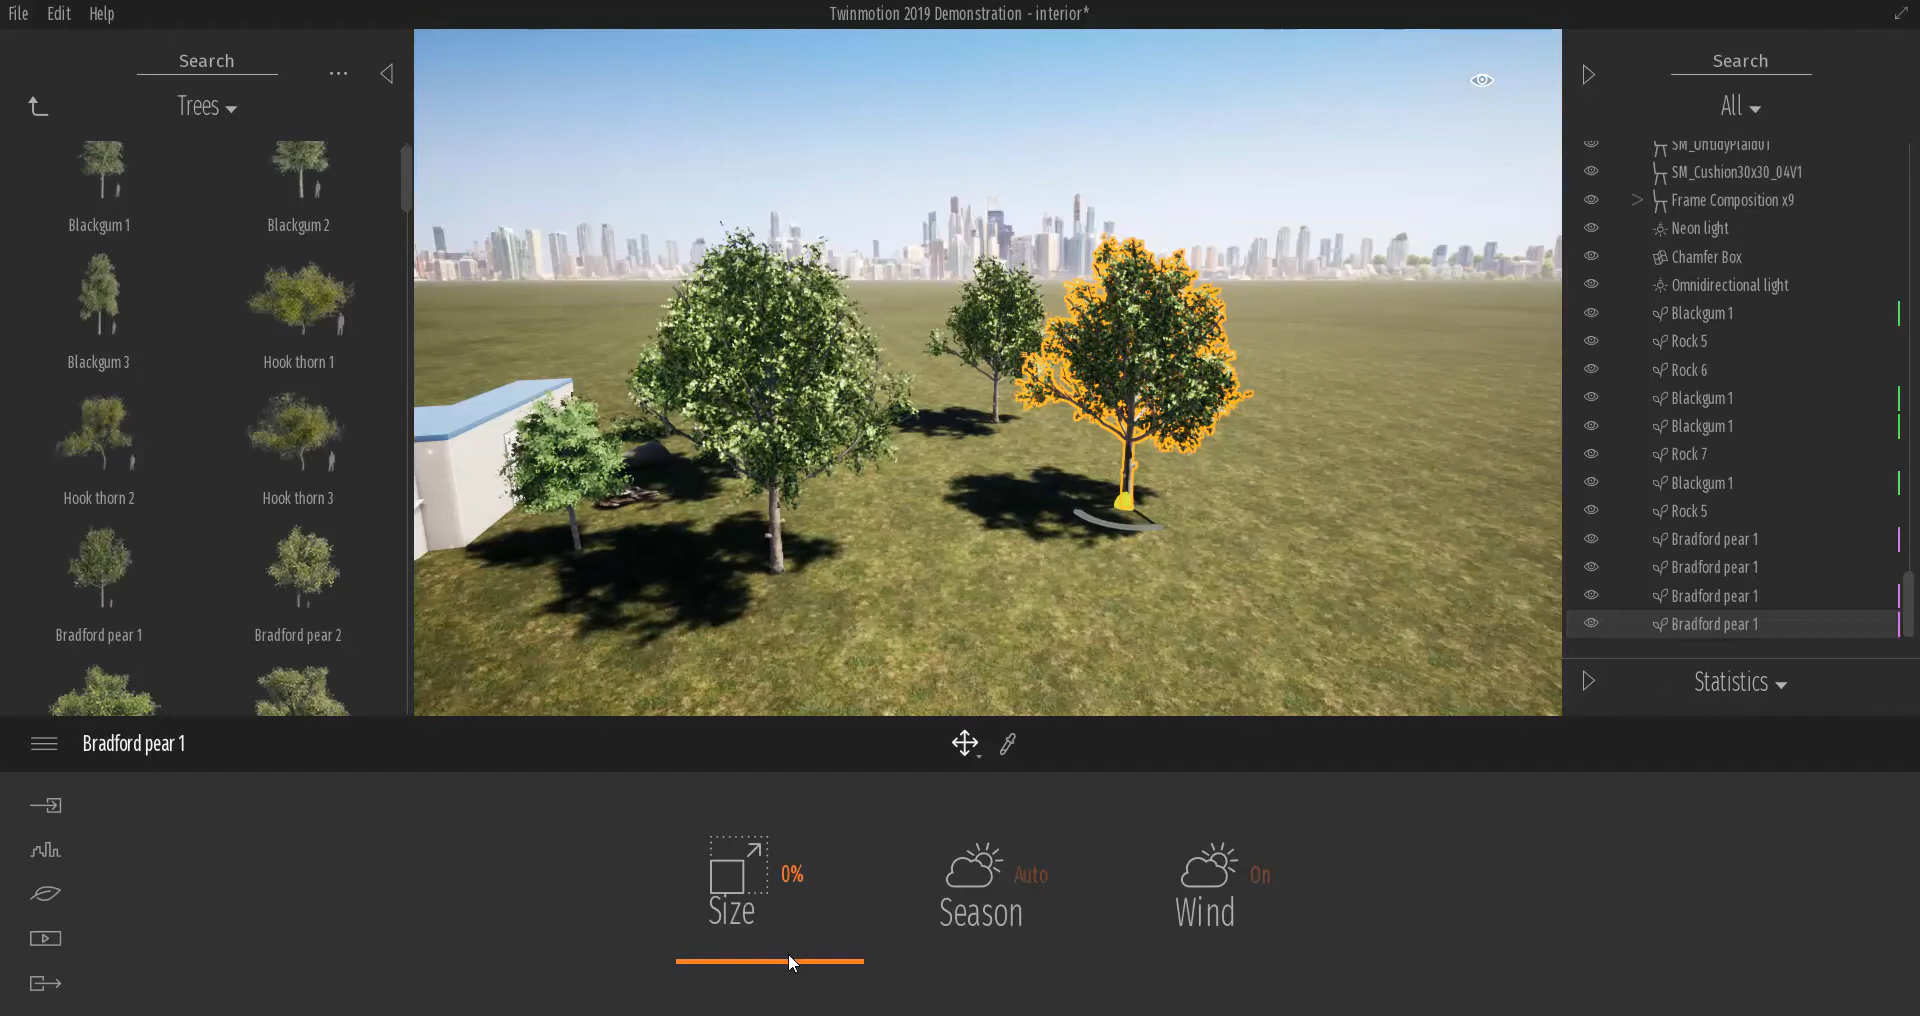 File Edit Help
Twinmotion 2019 Demonstration - interior*
Search
Trees
Blackgum 1
Blackgum 2
Blackgum 3
Hook thorn 1
Hook thorn 2
Hook thorn 3
Bradford pear 1
Bradford pear 2
Search
All
SM_UntidyPlaid01
SM_Cushion30x30_04V1
> Frame Composition x9
Neon light
Chamfer Box
Omnidirectional light
Blackgum 1
Rock 5
Rock 6
Blackgum 1
Blackgum 1
Rock 7
Blackgum 1
Rock 5
Bradford pear 1
Bradford pear 1
Bradford pear 1
Bradford pear 1
Statistics
Bradford pear 1
0%
Size
Auto
Season
On
Wind